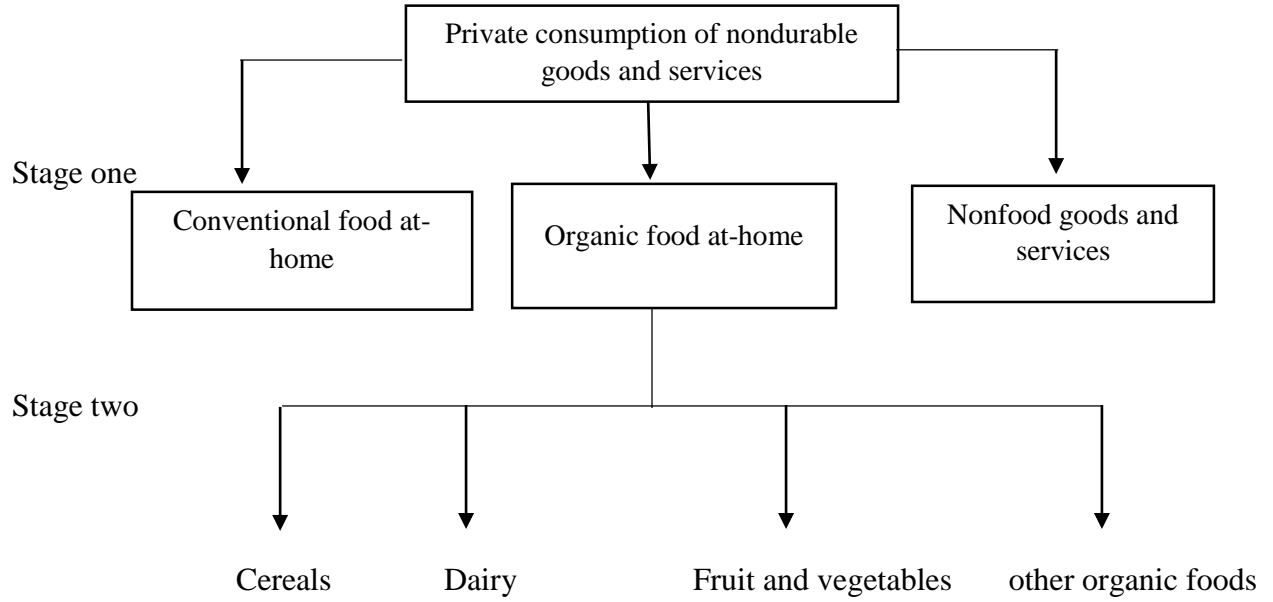 Private consumption of nondurable
goods and services
Stage one
Conventional food at-
home
Organic food at-home
Nonfood goods and
services
Stage two
Cereals
Dairy
Fruit and vegetables
other organic foods